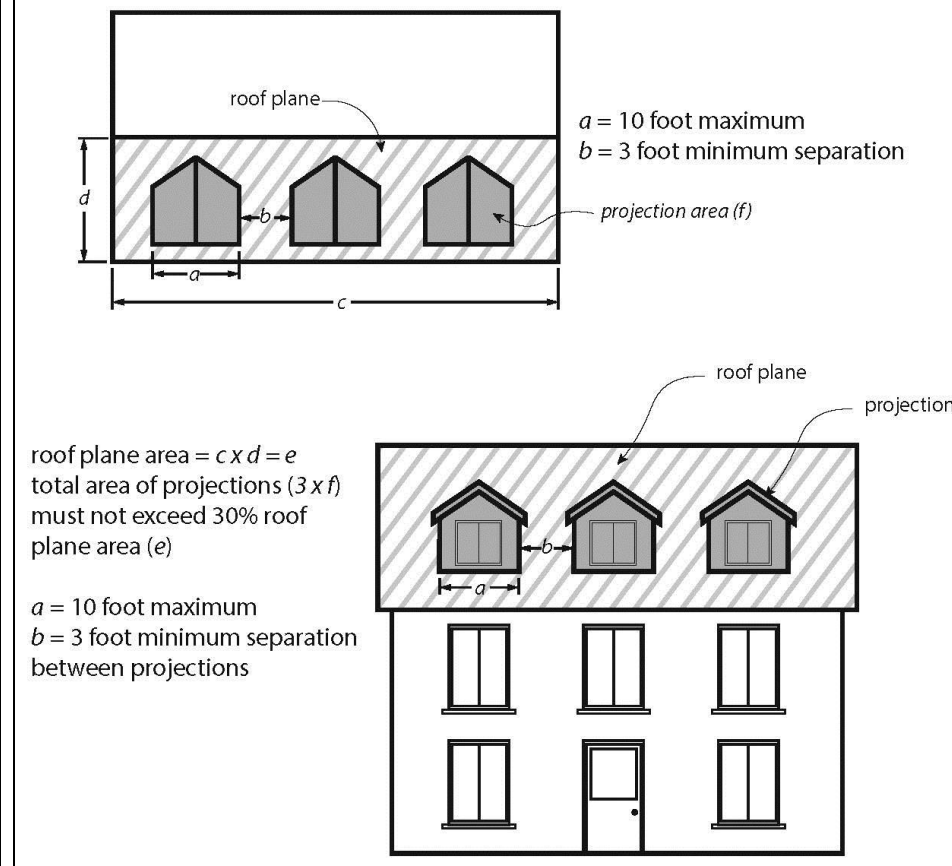 roof plane
a = 10 foot maximum
b = 3 foot minimum separation
d
b
projection area (f)
a
c
roof plane
projection
roof plane area = c x d = e
total area of projections (3 x f)
must not exceed 30% roof
plane area (e)
b
a
a = 10 foot maximum
b = 3 foot minimum separation
between projections